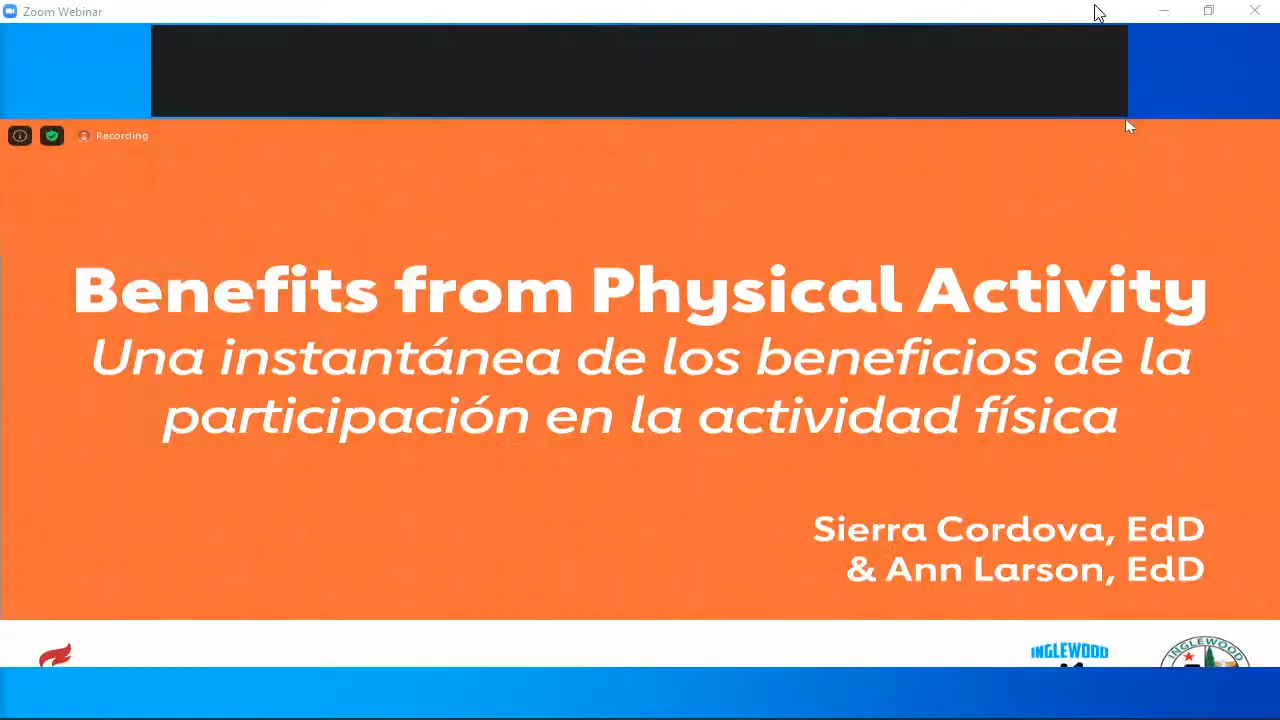 Zoom Webinar
Recording
Benefits from Physical Activity
Una instantánea de los beneficios de la
participación en la actividad física
Sierra Cordova, EdD
& Ann Larson, EdD
INGLEWOOD
INGLEWOOD